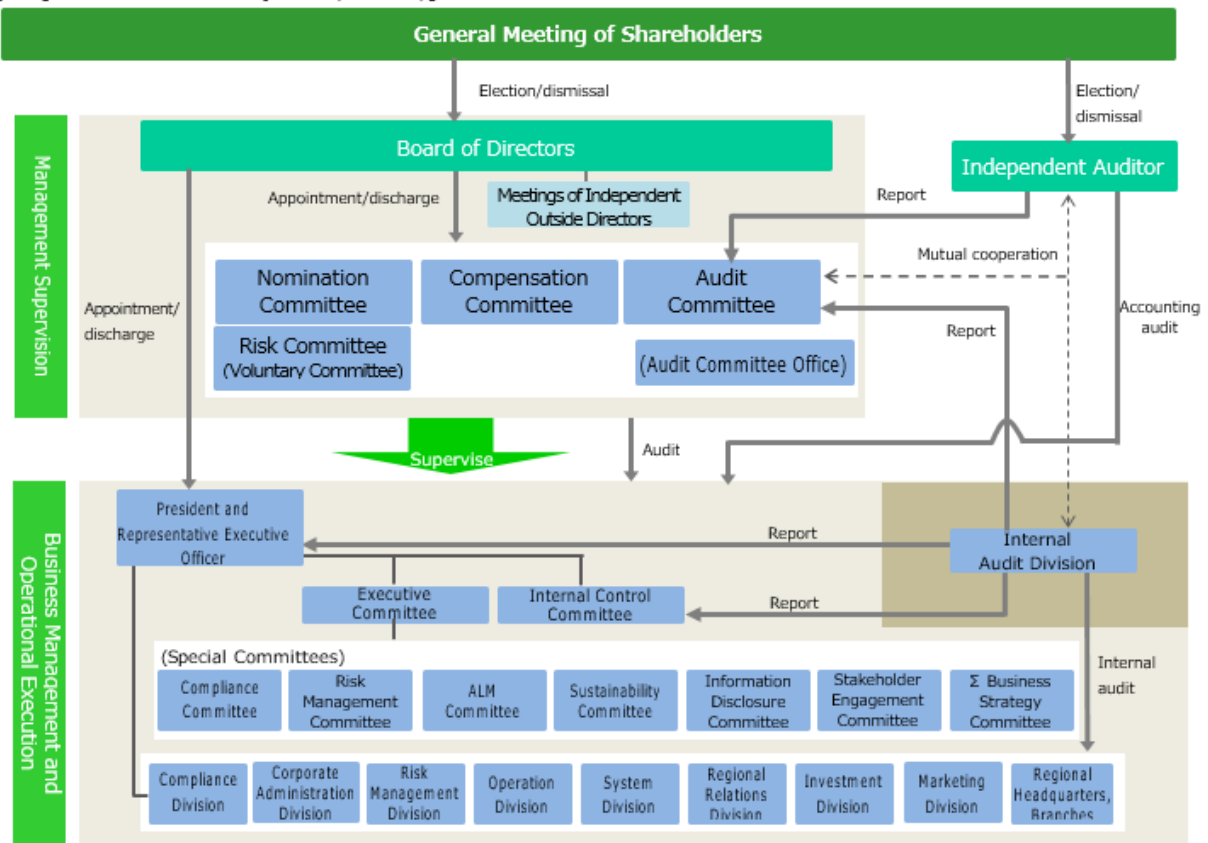 General Meeting of Shareholders
Election/dismissal
Election/
dismissal
Management Supervision
Board of Directors
Independent Auditor
Appointment/discharge
Meetings of Independent
Outside Directors
Report
Mutual cooperation
Nomination
Committee
Compensation
Committee
Audit
Committee
Appointment/
discharge
Accounting
audit
Report
Risk Committee
(Voluntary Committee)
(Audit Committee Office)
Supervise
Audit
Business Management and
Operational Execution
President and
Representative Executive
Officer
Report
Internal
Audit Division
Executive
Committee
Internal Control
Committee
Report
(Special Committees)
Internal
audit
Compliance
Committee
Risk
Management
Committee
ALM
Committee
Sustainability
Committee
Information
Disclosure
Committee
Stakeholder
Engagement
Committee
Σ Business
Strategy
Committee
Compliance
Division
Corporate
Administration
Division
Risk
Management
Division
Operation
Division
System
Division
Regional
Relations
Division
Investment
Division
Marketing
Division
Regional
Headquarters,
Branches